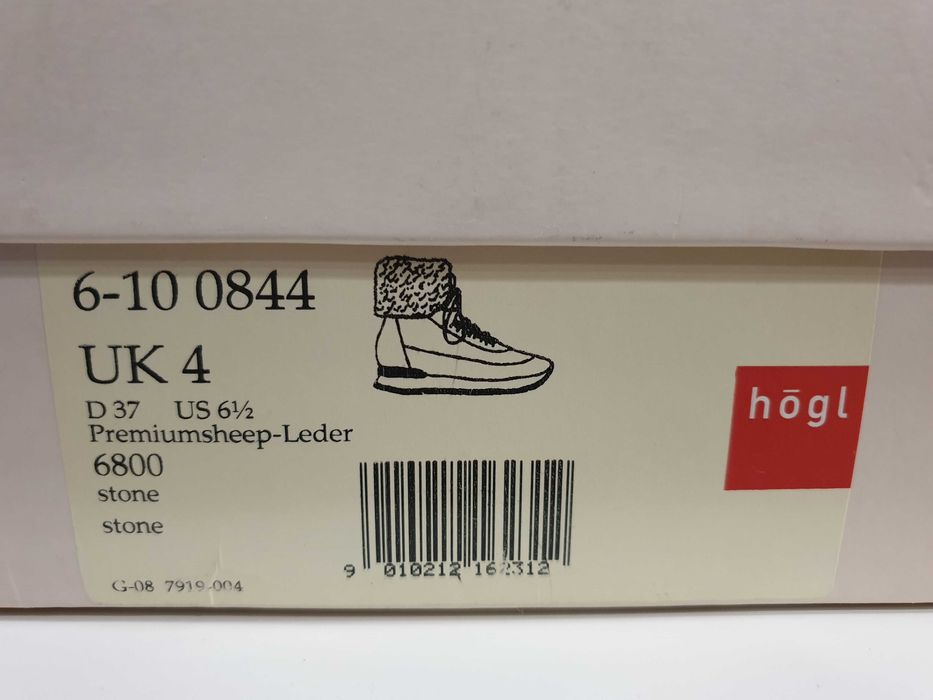 6-10 0844
UK 4
D 37 US 6½
Premiumsheep-Leder
6800
stone
stone
G-08 7919-004
9 010212 162312
hōgl